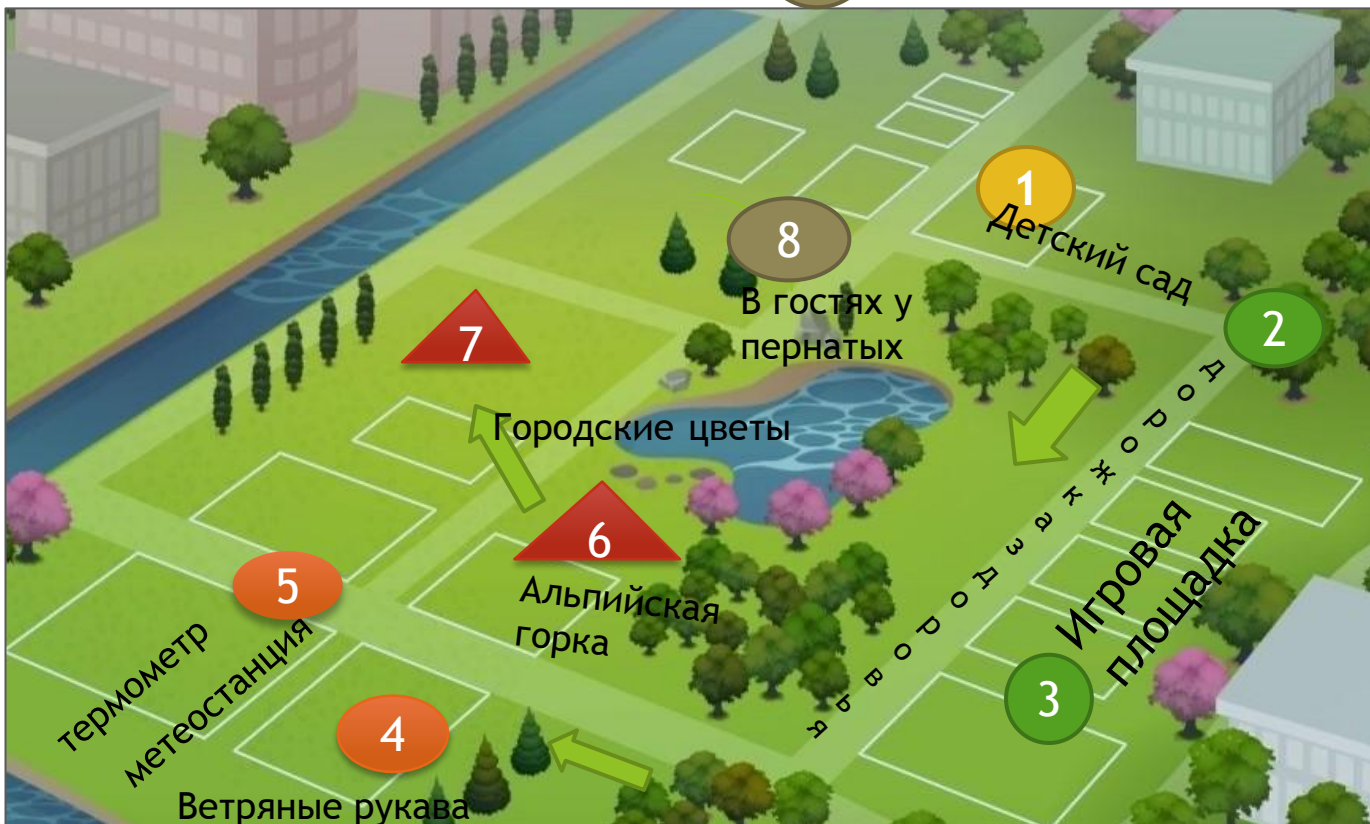 1
Детский сад
8
В гостях у
пернатых
2
7
дорожка здоровья
Городские цветы
6
Альпийская
горка
Игровая
площадка
5
термометр
метеостанция
3
4
Ветряные рукава